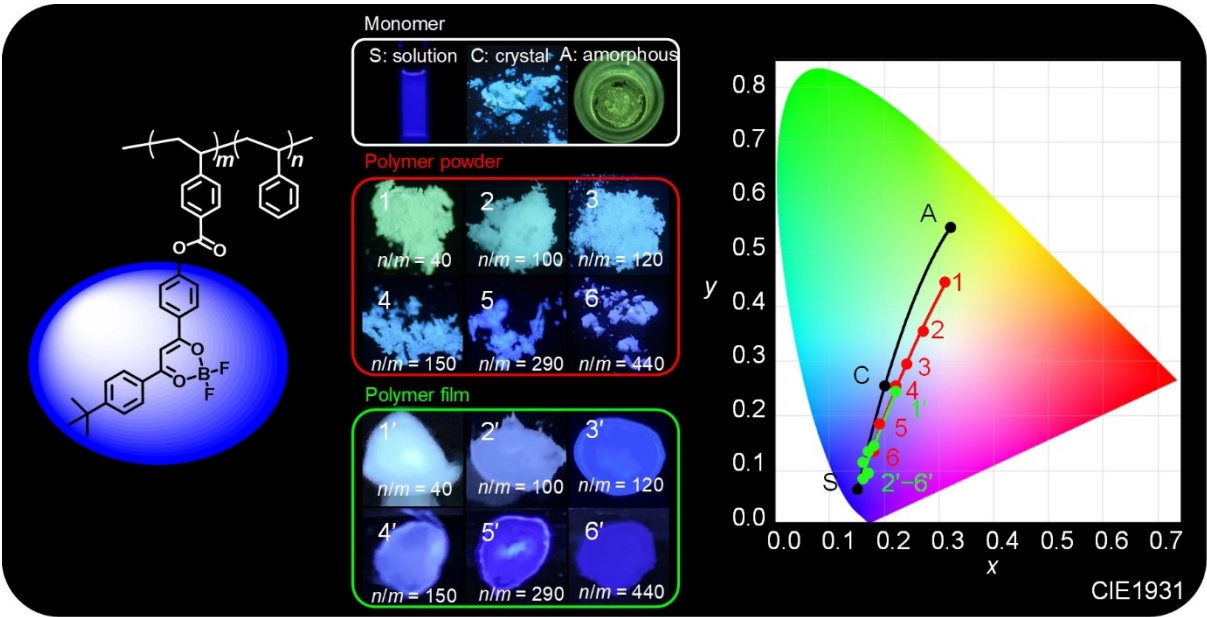 Monomer
S: solution C: crystal A: amorphous
Polymer powder
1 2 3
n/m = 40 n/m = 100 n/m = 120
4 5 6
n/m = 150 n/m = 290 n/m = 440
Polymer film
1′ 2′ 3′
n/m = 40 n/m = 100 n/m = 120
4′ 5′ 6′
n/m = 150 n/m = 290 n/m = 440
m n
O O
O F
O B
F
0.8
0.7
0.6
0.5
0.4
0.3
0.2
0.1
0.0
y
A
1
2
3
C
4
1′
5
6
S
2′–6′
0.0 0.1 0.2 0.3 0.4 0.5 0.6 0.7
x
CIE1931